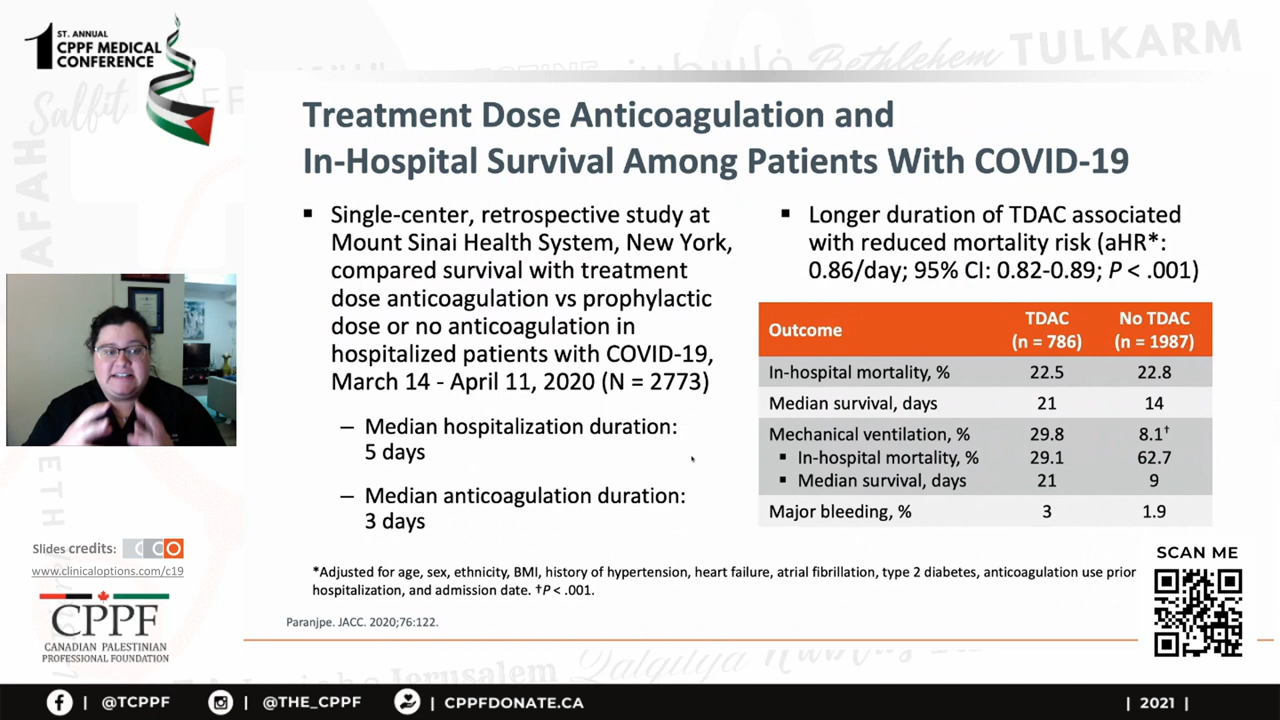 1
ST. ANNUAL
CPPF MEDICAL
CONFERENCE
Salfit
AFAH
Bethlehem
TULKARM
Treatment Dose Anticoagulation and
In-Hospital Survival Among Patients With COVID-19
▪ Single-center, retrospective study at
Mount Sinai Health System, New York,
compared survival with treatment
dose anticoagulation vs prophylactic
dose or no anticoagulation in
hospitalized patients with COVID-19,
March 14 - April 11, 2020 (N = 2773)
– Median hospitalization duration:
5 days
– Median anticoagulation duration:
3 days
▪ Longer duration of TDAC associated
with reduced mortality risk (aHR*:
0.86/day; 95% CI: 0.82-0.89; P < .001)
Outcome TDAC (n = 786) No TDAC (n = 1987)
In-hospital mortality, % 22.5 22.8
Median survival, days 21 14
Mechanical ventilation, % 29.8 8.1†
▪ In-hospital mortality, % 29.1 62.7
▪ Median survival, days 21 9
Major bleeding, % 3 1.9
*Adjusted for age, sex, ethnicity, BMI, history of hypertension, heart failure, atrial fibrillation, type 2 diabetes, anticoagulation use prior
hospitalization, and admission date. †P < .001.
Paranjpe. JACC. 2020;76:122.
Slides credits: CCO
www.clinicaloptions.com/c19
CPPF
CANADIAN PALESTINIAN
PROFESSIONAL FOUNDATION
SCAN ME
Jerusalem
Qalqilya
| @TCPPF | @THE_CPPF | CPPFDONATE.CA | 2021 |